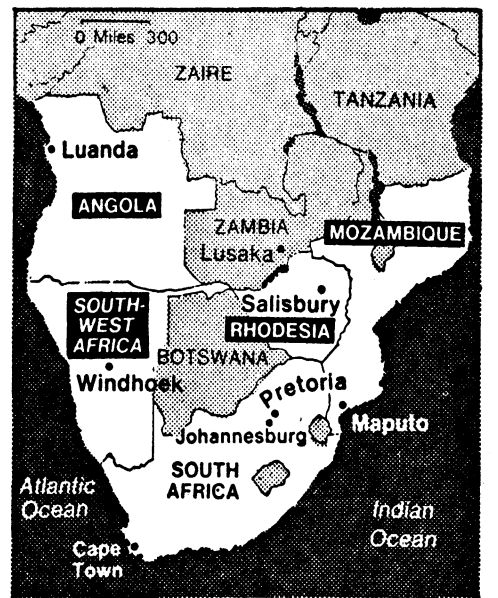 0 Miles 300
ZAIRE
TANZANIA
Luanda
ANGOLA
ZAMBIA
Lusaka
MOZAMBIQUE
SOUTH-
WEST
AFRICA
Salisbury
RHODESIA
BOTSWANA
Windhoek
Pretoria
Johannesburg
Maputo
SOUTH
AFRICA
Atlantic
Ocean
Indian
Ocean
Cape
Town